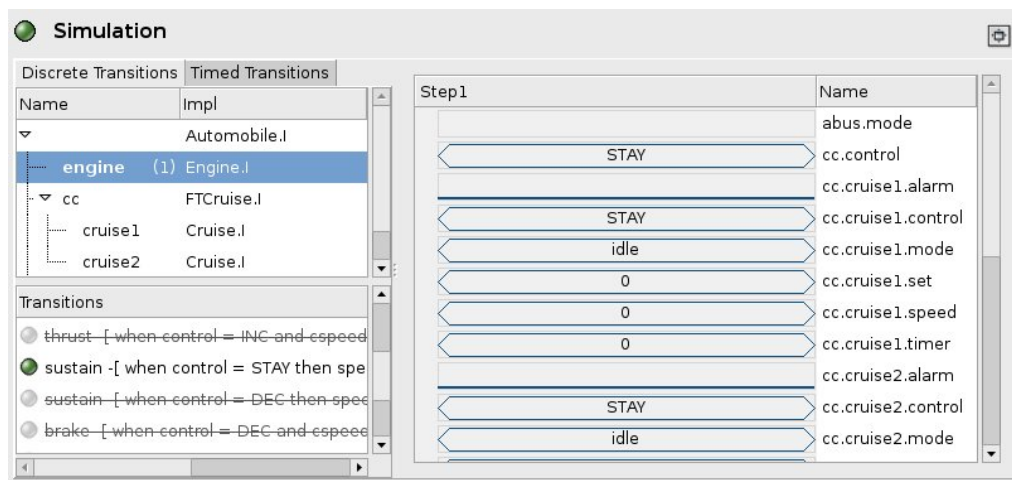 Simulation
Discrete Transitions Timed Transitions
Name Impl
Automobile.I
engine (1) Engine.I
cc FTCruise.I
cruise1 Cruise.I
cruise2 Cruise.I
Transitions
thrust -[ when control = INC and cspeed
sustain -[ when control = STAY then spe
sustain -[ when control = DEC then spec
brake -[ when control = DEC and cspeed
Step1 Name
abus.mode
STAY cc.control
cc.cruise1.alarm
STAY cc.cruise1.control
idle cc.cruise1.mode
0 cc.cruise1.set
0 cc.cruise1.speed
0 cc.cruise1.timer
cc.cruise2.alarm
STAY cc.cruise2.control
idle cc.cruise2.mode